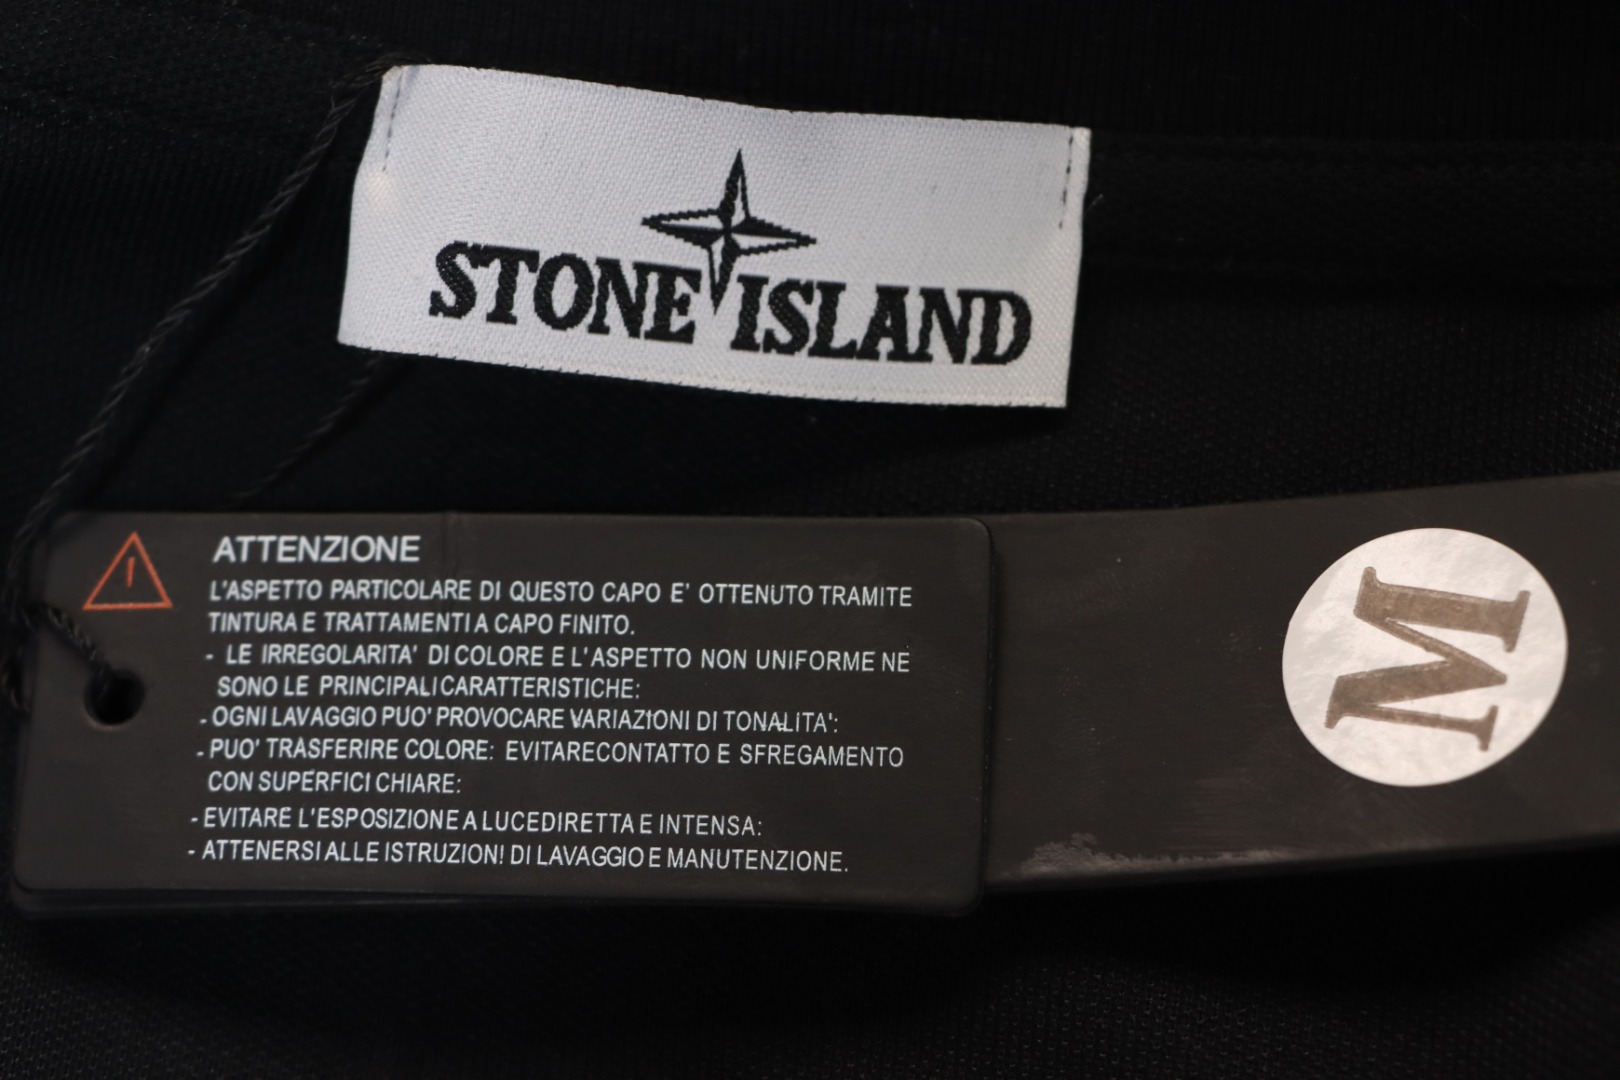 STONE ISLAND
ATTENZIONE
L'ASPETTO PARTICOLARE DI QUESTO CAPO E' OTTENUTO TRAMITE
TINTURA E TRATTAMENTI A CAPO FINITO.
- LE IRREGOLARITA' DI COLORE E L'ASPETTO NON UNIFORME NE
SONO LE PRINCIPALI CARATTERISTICHE:
- OGNI LAVAGGIO PUO' PROVOCARE VARIAZIONI DI TONALITA':
- PUO' TRASFERIRE COLORE: EVITARECONTATTO E SFREGAMENTO
CON SUPERFICI CHIARE:
- EVITARE L'ESPOSIZIONE A LUCEDIRETTA E INTENSA:
- ATTENERSI ALLE ISTRUZION! DI LAVAGGIO E MANUTENZIONE.
M